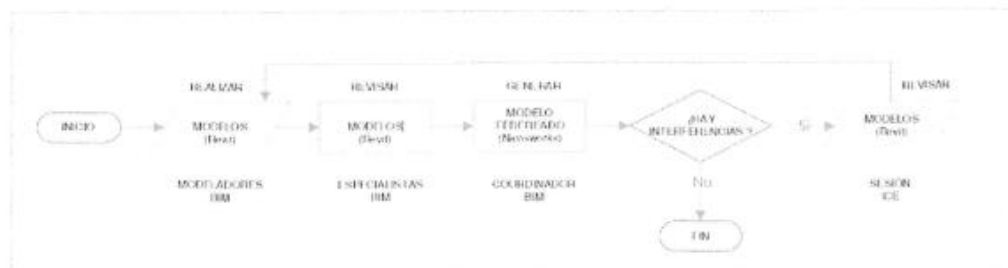 REALIZAR
REVISAR
GENERAR
REVISAR
INICIO
MODELOS
(Revit)
MODELOS
(Revit)
MODELO
FEDERADO
(Navisworks)
¿HAY
INTERFERENCIAS?
Si
MODELOS
(Revit)
MODELADORES
BIM
ESPECIALISTAS
BIM
COORDINADOR
BIM
No
SESIÓN
ICE
FIN